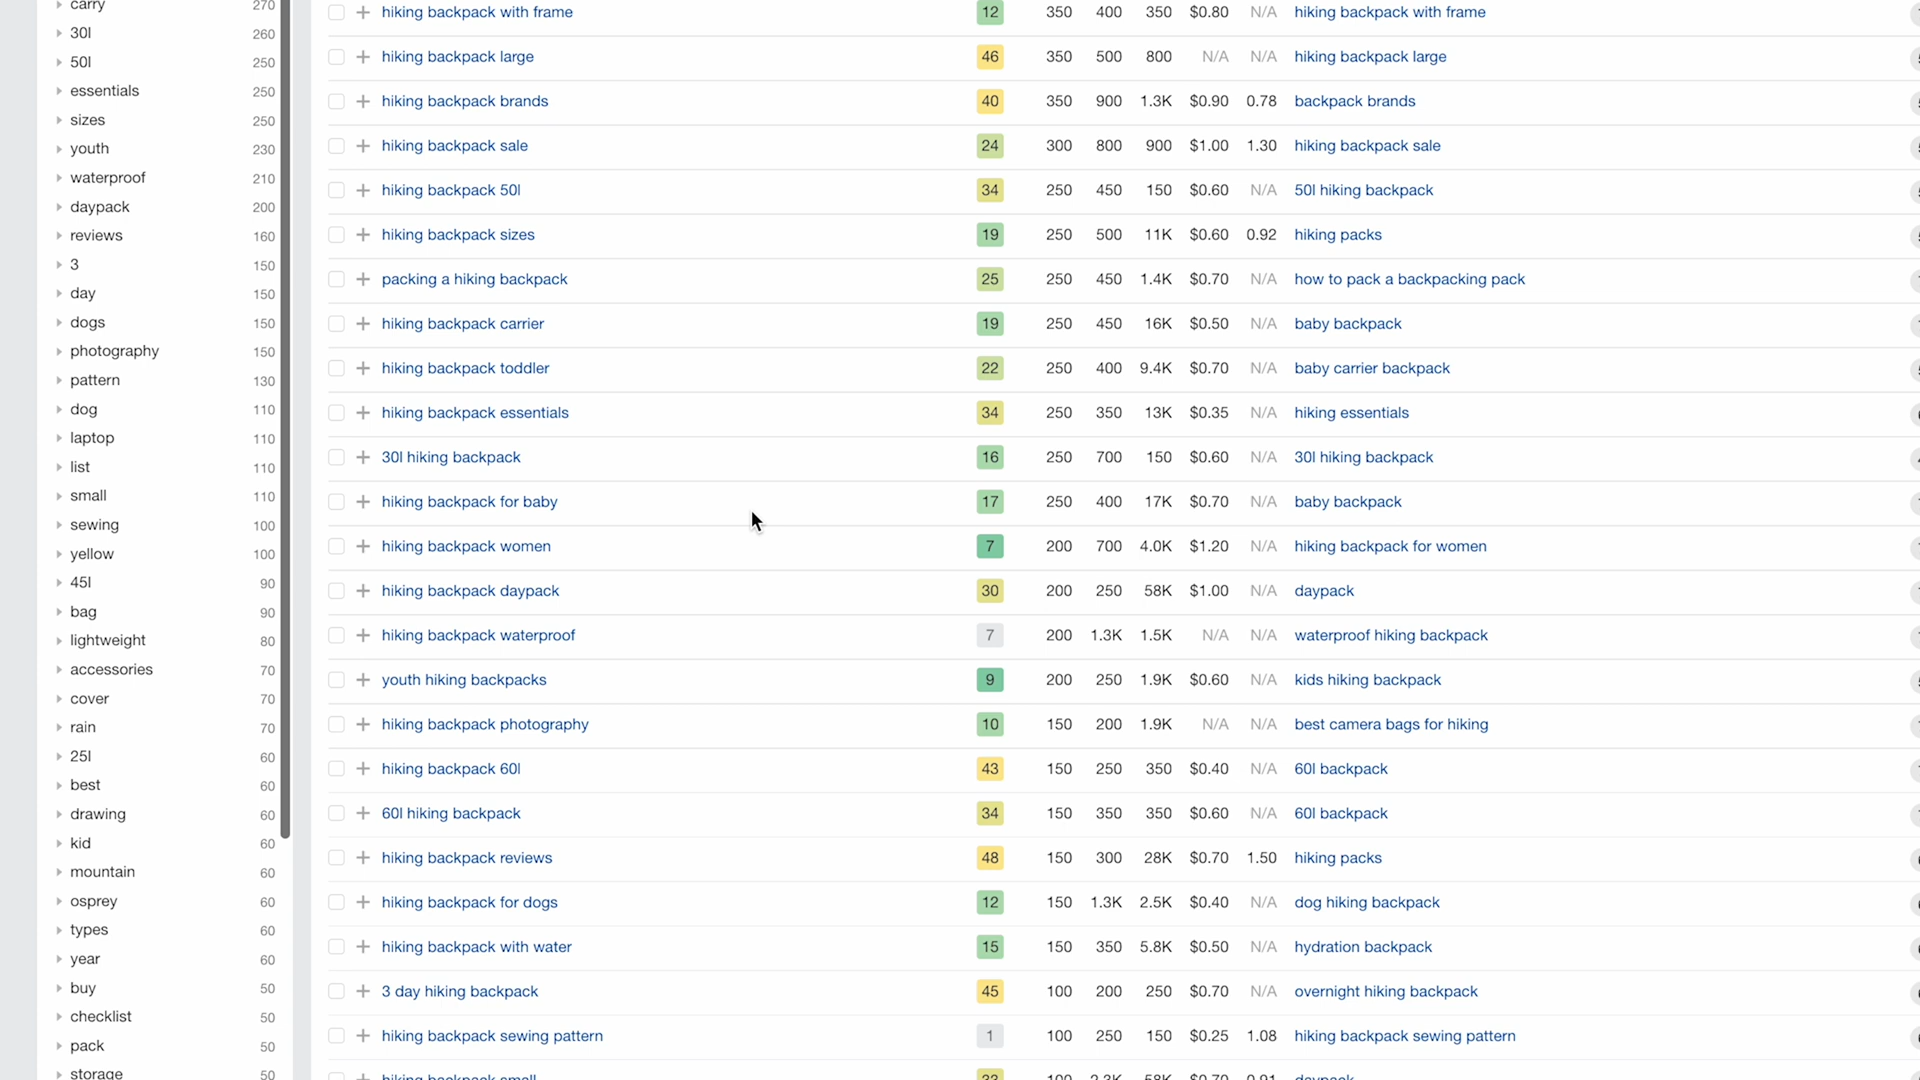 carry 270
30l 260
50l 250
essentials 250
sizes 250
youth 230
waterproof 210
daypack 200
reviews 160
3 150
day 150
dogs 150
photography 150
pattern 130
dog 110
laptop 110
list 110
small 110
sewing 100
yellow 100
45l 90
bag 90
lightweight 80
accessories 70
cover 70
rain 70
25l 60
best 60
drawing 60
kid 60
mountain 60
osprey 60
types 60
year 60
buy 50
checklist 50
pack 50
storage 50
hiking backpack with frame 12 350 400 350 $0.80 N/A hiking backpack with frame
hiking backpack large 46 350 500 800 N/A N/A hiking backpack large
hiking backpack brands 40 350 900 1.3K $0.90 0.78 backpack brands
hiking backpack sale 24 300 800 900 $1.00 1.30 hiking backpack sale
hiking backpack 50l 34 250 450 150 $0.60 N/A 50l hiking backpack
hiking backpack sizes 19 250 500 11K $0.60 0.92 hiking packs
packing a hiking backpack 25 250 450 1.4K $0.70 N/A how to pack a backpacking pack
hiking backpack carrier 19 250 450 16K $0.50 N/A baby backpack
hiking backpack toddler 22 250 400 9.4K $0.70 N/A baby carrier backpack
hiking backpack essentials 34 250 350 13K $0.35 N/A hiking essentials
30l hiking backpack 16 250 700 150 $0.60 N/A 30l hiking backpack
hiking backpack for baby 17 250 400 17K $0.70 N/A baby backpack
hiking backpack women 7 200 700 4.0K $1.20 N/A hiking backpack for women
hiking backpack daypack 30 200 250 58K $1.00 N/A daypack
hiking backpack waterproof 7 200 1.3K 1.5K N/A N/A waterproof hiking backpack
youth hiking backpacks 9 200 250 1.9K $0.60 N/A kids hiking backpack
hiking backpack photography 10 150 200 1.9K N/A N/A best camera bags for hiking
hiking backpack 60l 43 150 250 350 $0.40 N/A 60l backpack
60l hiking backpack 34 150 350 350 $0.60 N/A 60l backpack
hiking backpack reviews 48 150 300 28K $0.70 1.50 hiking packs
hiking backpack for dogs 12 150 1.3K 2.5K $0.40 N/A dog hiking backpack
hiking backpack with water 15 150 350 5.8K $0.50 N/A hydration backpack
3 day hiking backpack 45 100 200 250 $0.70 N/A overnight hiking backpack
hiking backpack sewing pattern 1 100 250 150 $0.25 1.08 hiking backpack sewing pattern
hiking backpack small 100 58K $0.70 0.91 daypack